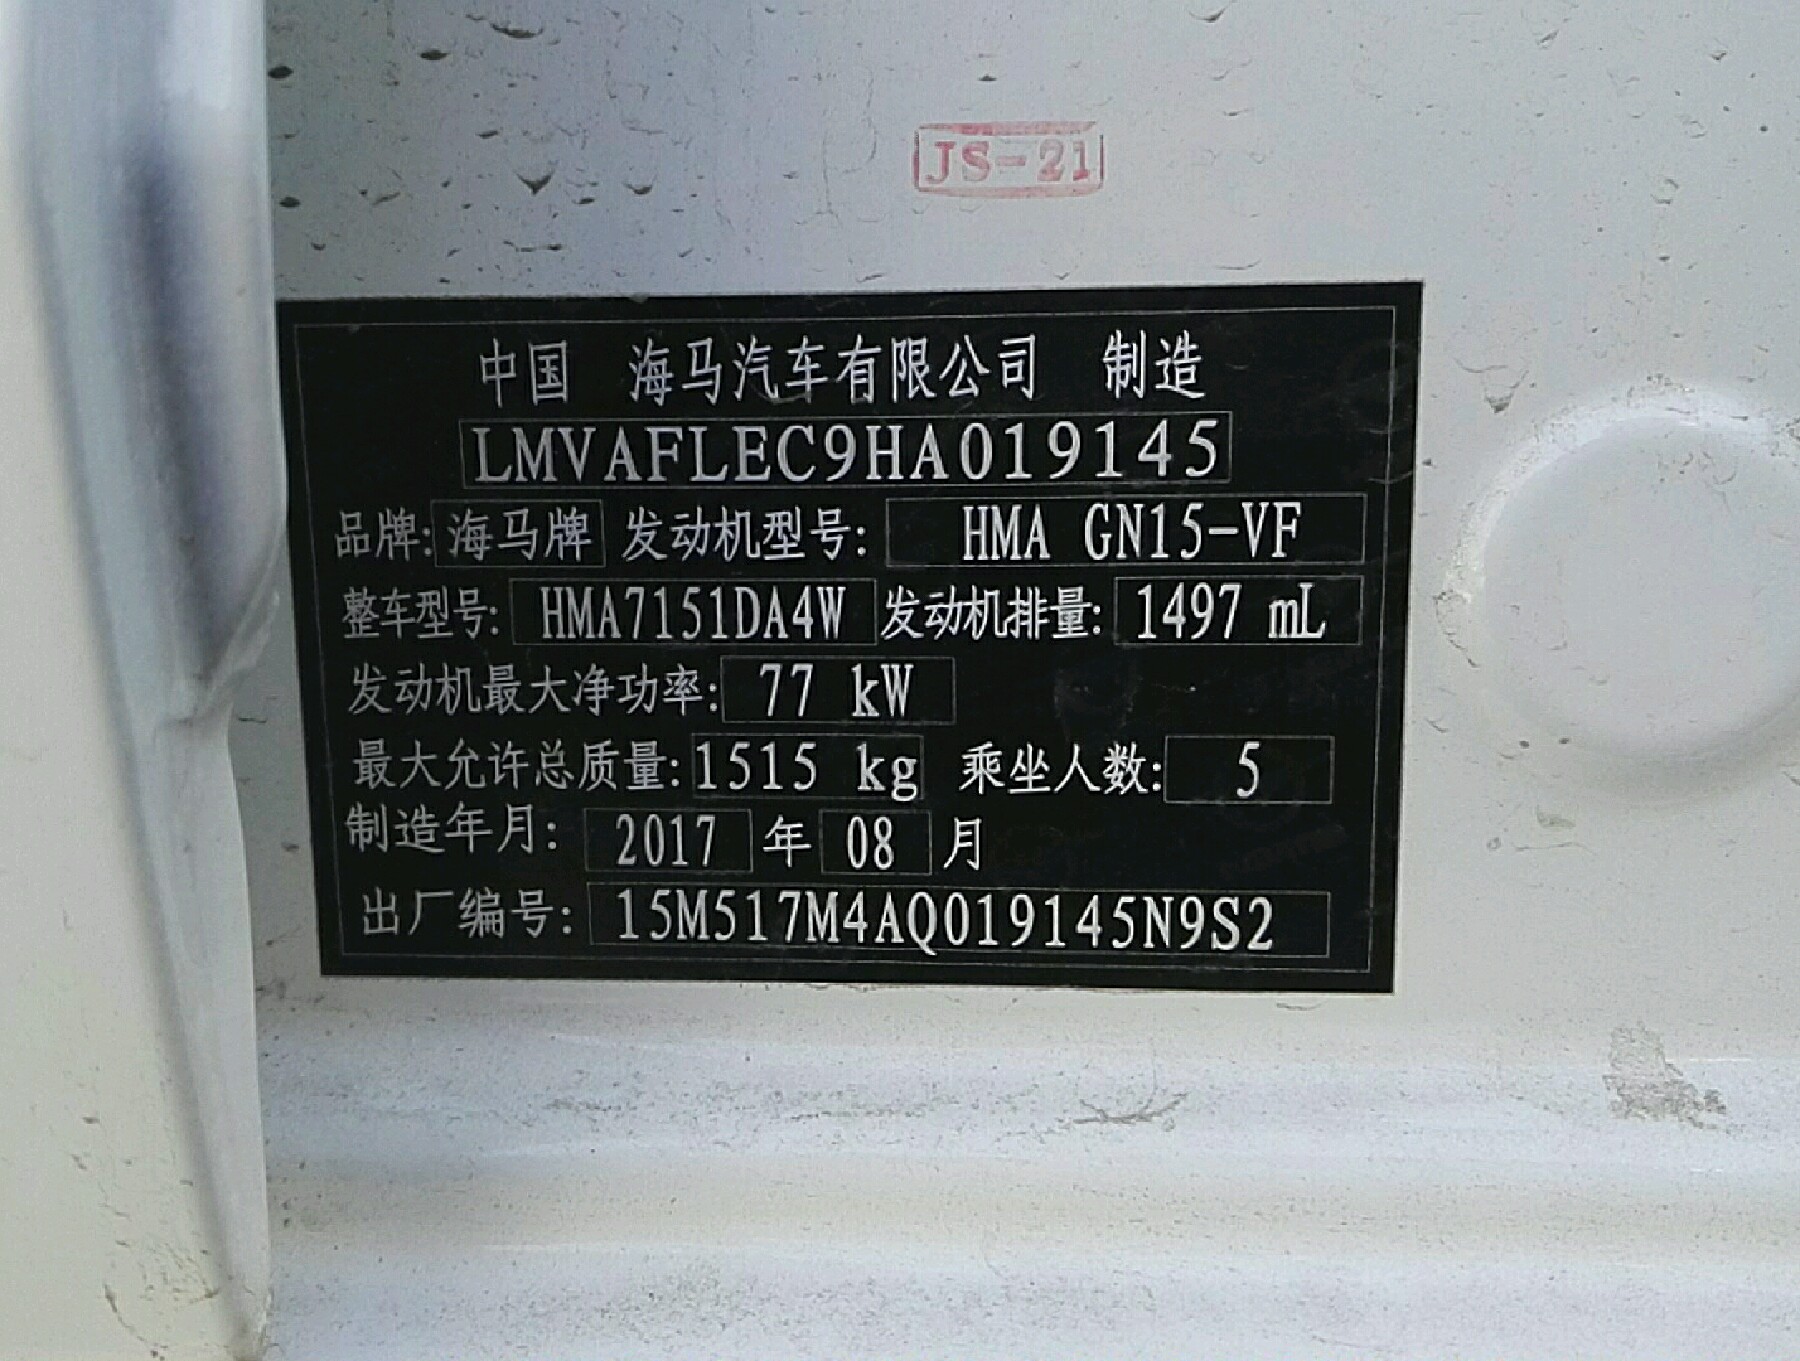 JS-21
中国 海马汽车有限公司 制造
LMVAFLEC9HA019145
品牌: 海马牌 发动机型号: HMA GN15-VF
整车型号: HMA7151DA4W 发动机排量: 1497 mL
发动机最大净功率: 77 kW
最大允许总质量: 1515 kg 乘坐人数: 5
制造年月: 2017 年 08 月
出厂编号: 15M517M4AQ019145N9S2